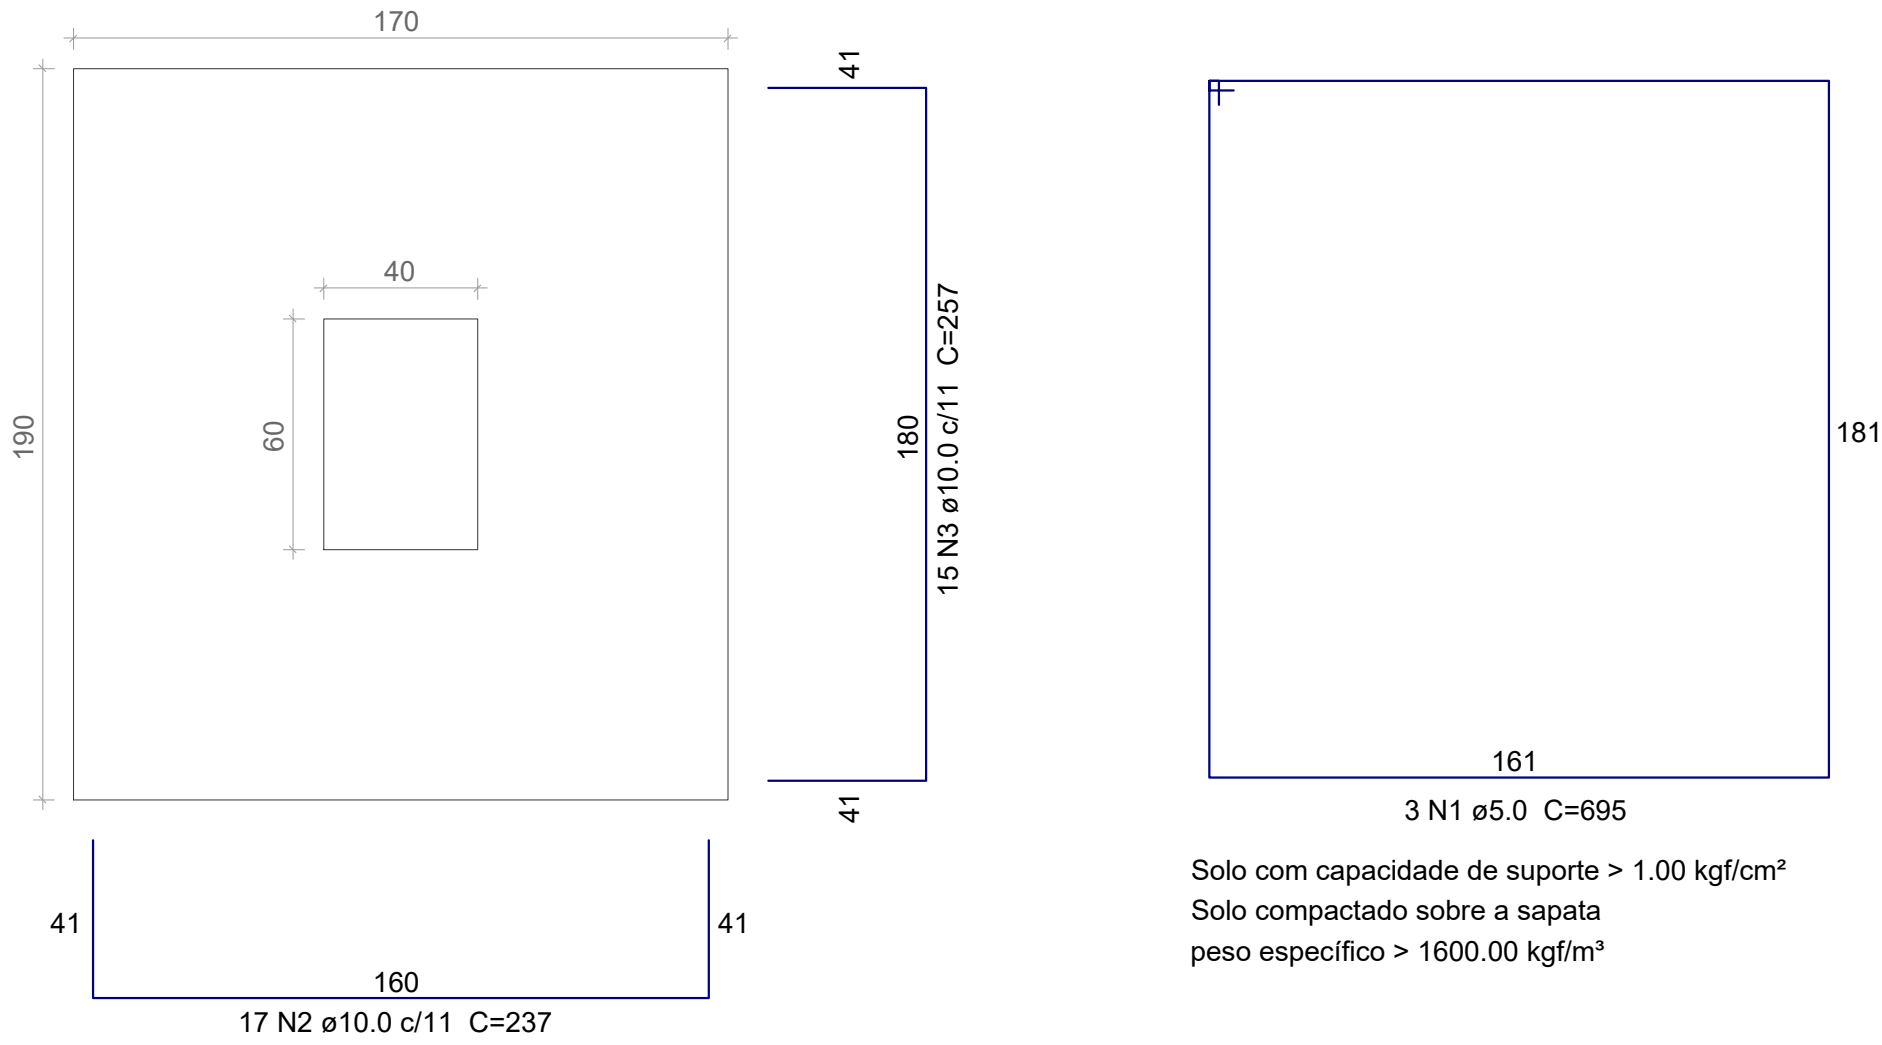 170
190
40
60
41
180
15 N3 ø10.0 c/11  C=257
41
41
41
160
17 N2 ø10.0 c/11  C=237
181
161
3 N1 ø5.0  C=695
Solo com capacidade de suporte > 1.00 kgf/cm²
Solo compactado sobre a sapata
peso específico > 1600.00 kgf/m³